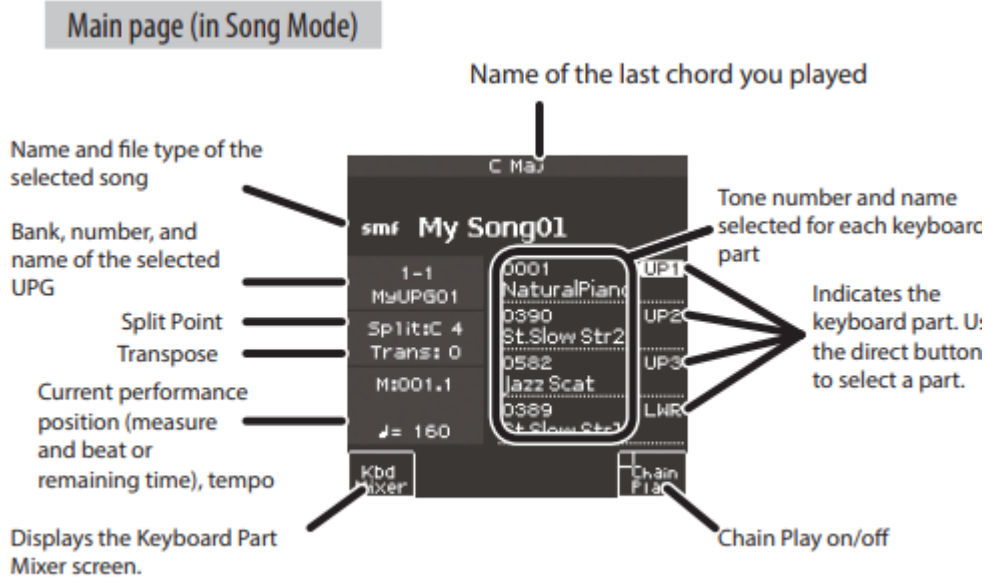 Main page (in Song Mode)
Name of the last chord you played
Name and file type of the
selected song
Bank, number, and
name of the selected
UPG
Split Point
Transpose
Current performance
position (measure
and beat or
remaining time), tempo
Displays the Keyboard Part
Mixer screen.
C Maj
smf My Song01
1-1
MyUPG01
Split:C 4
Trans: 0
M:001.1
♩= 160
Kbd
Mixer
0001
NaturalPiano
UP1
0390
St.Slow Str2
UP2
0582
Jazz Scat
UP3
0389
St.Slow Str1
LWR
Chain
Play
Tone number and name
selected for each keyboard
part
Indicates the
keyboard part. Us
the direct button
to select a part.
Chain Play on/off